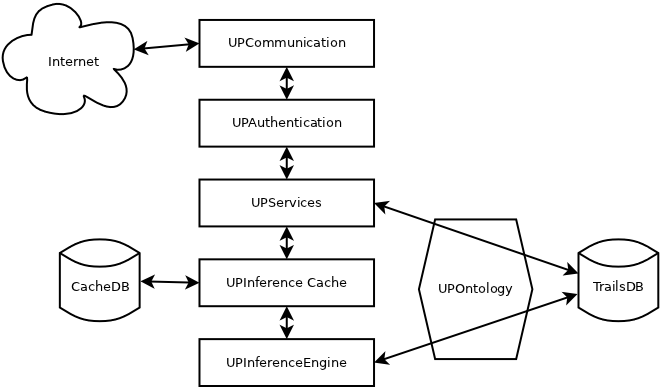 UPCommunication
Internet
UPAuthentication
UPServices
UPInference Cache
CacheDB
UPOntology
TrailsDB
UPInferenceEngine